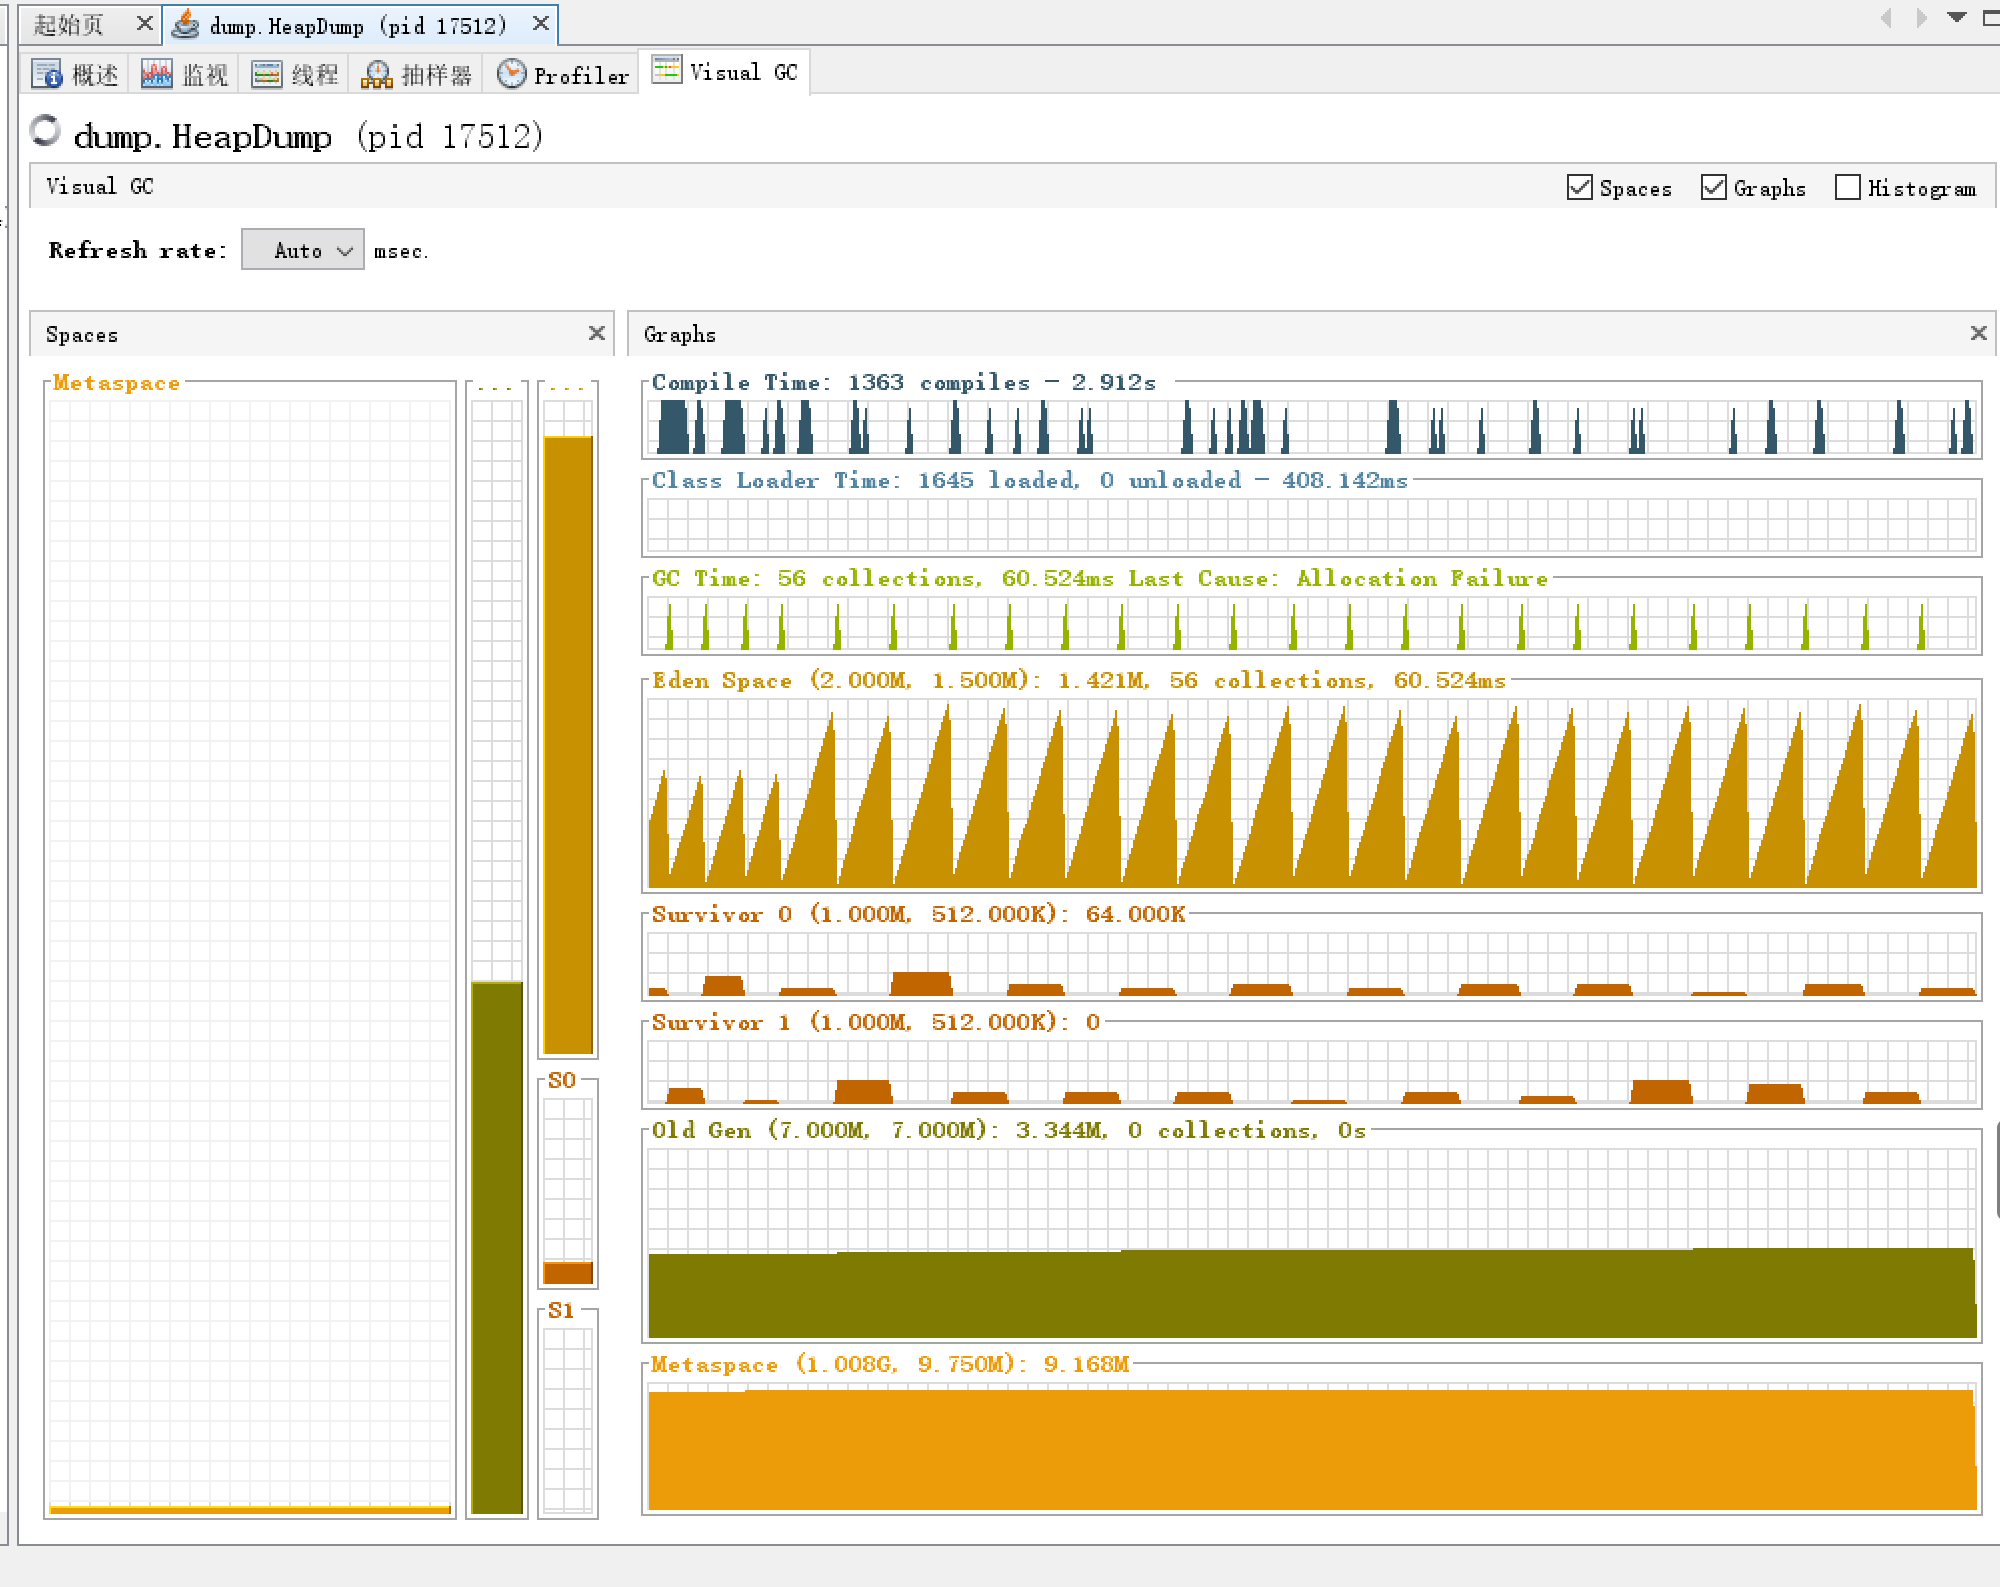 起始页
dump.HeapDump (pid 17512)
概述
监视
线程
抽样器
Profiler
Visual GC
dump.HeapDump (pid 17512)
Visual GC
Spaces
Graphs
Histogram
Refresh rate: Auto msec.
Spaces
Graphs
Metaspace
...
...
S0
S1
Compile Time: 1363 compiles - 2.912s
Class Loader Time: 1645 loaded, 0 unloaded - 408.142ms
GC Time: 56 collections, 60.524ms Last Cause: Allocation Failure
Eden Space (2.000M, 1.500M): 1.421M, 56 collections, 60.524ms
Survivor 0 (1.000M, 512.000K): 64.000K
Survivor 1 (1.000M, 512.000K): 0
Old Gen (7.000M, 7.000M): 3.344M, 0 collections, 0s
Metaspace (1.008G, 9.750M): 9.168M